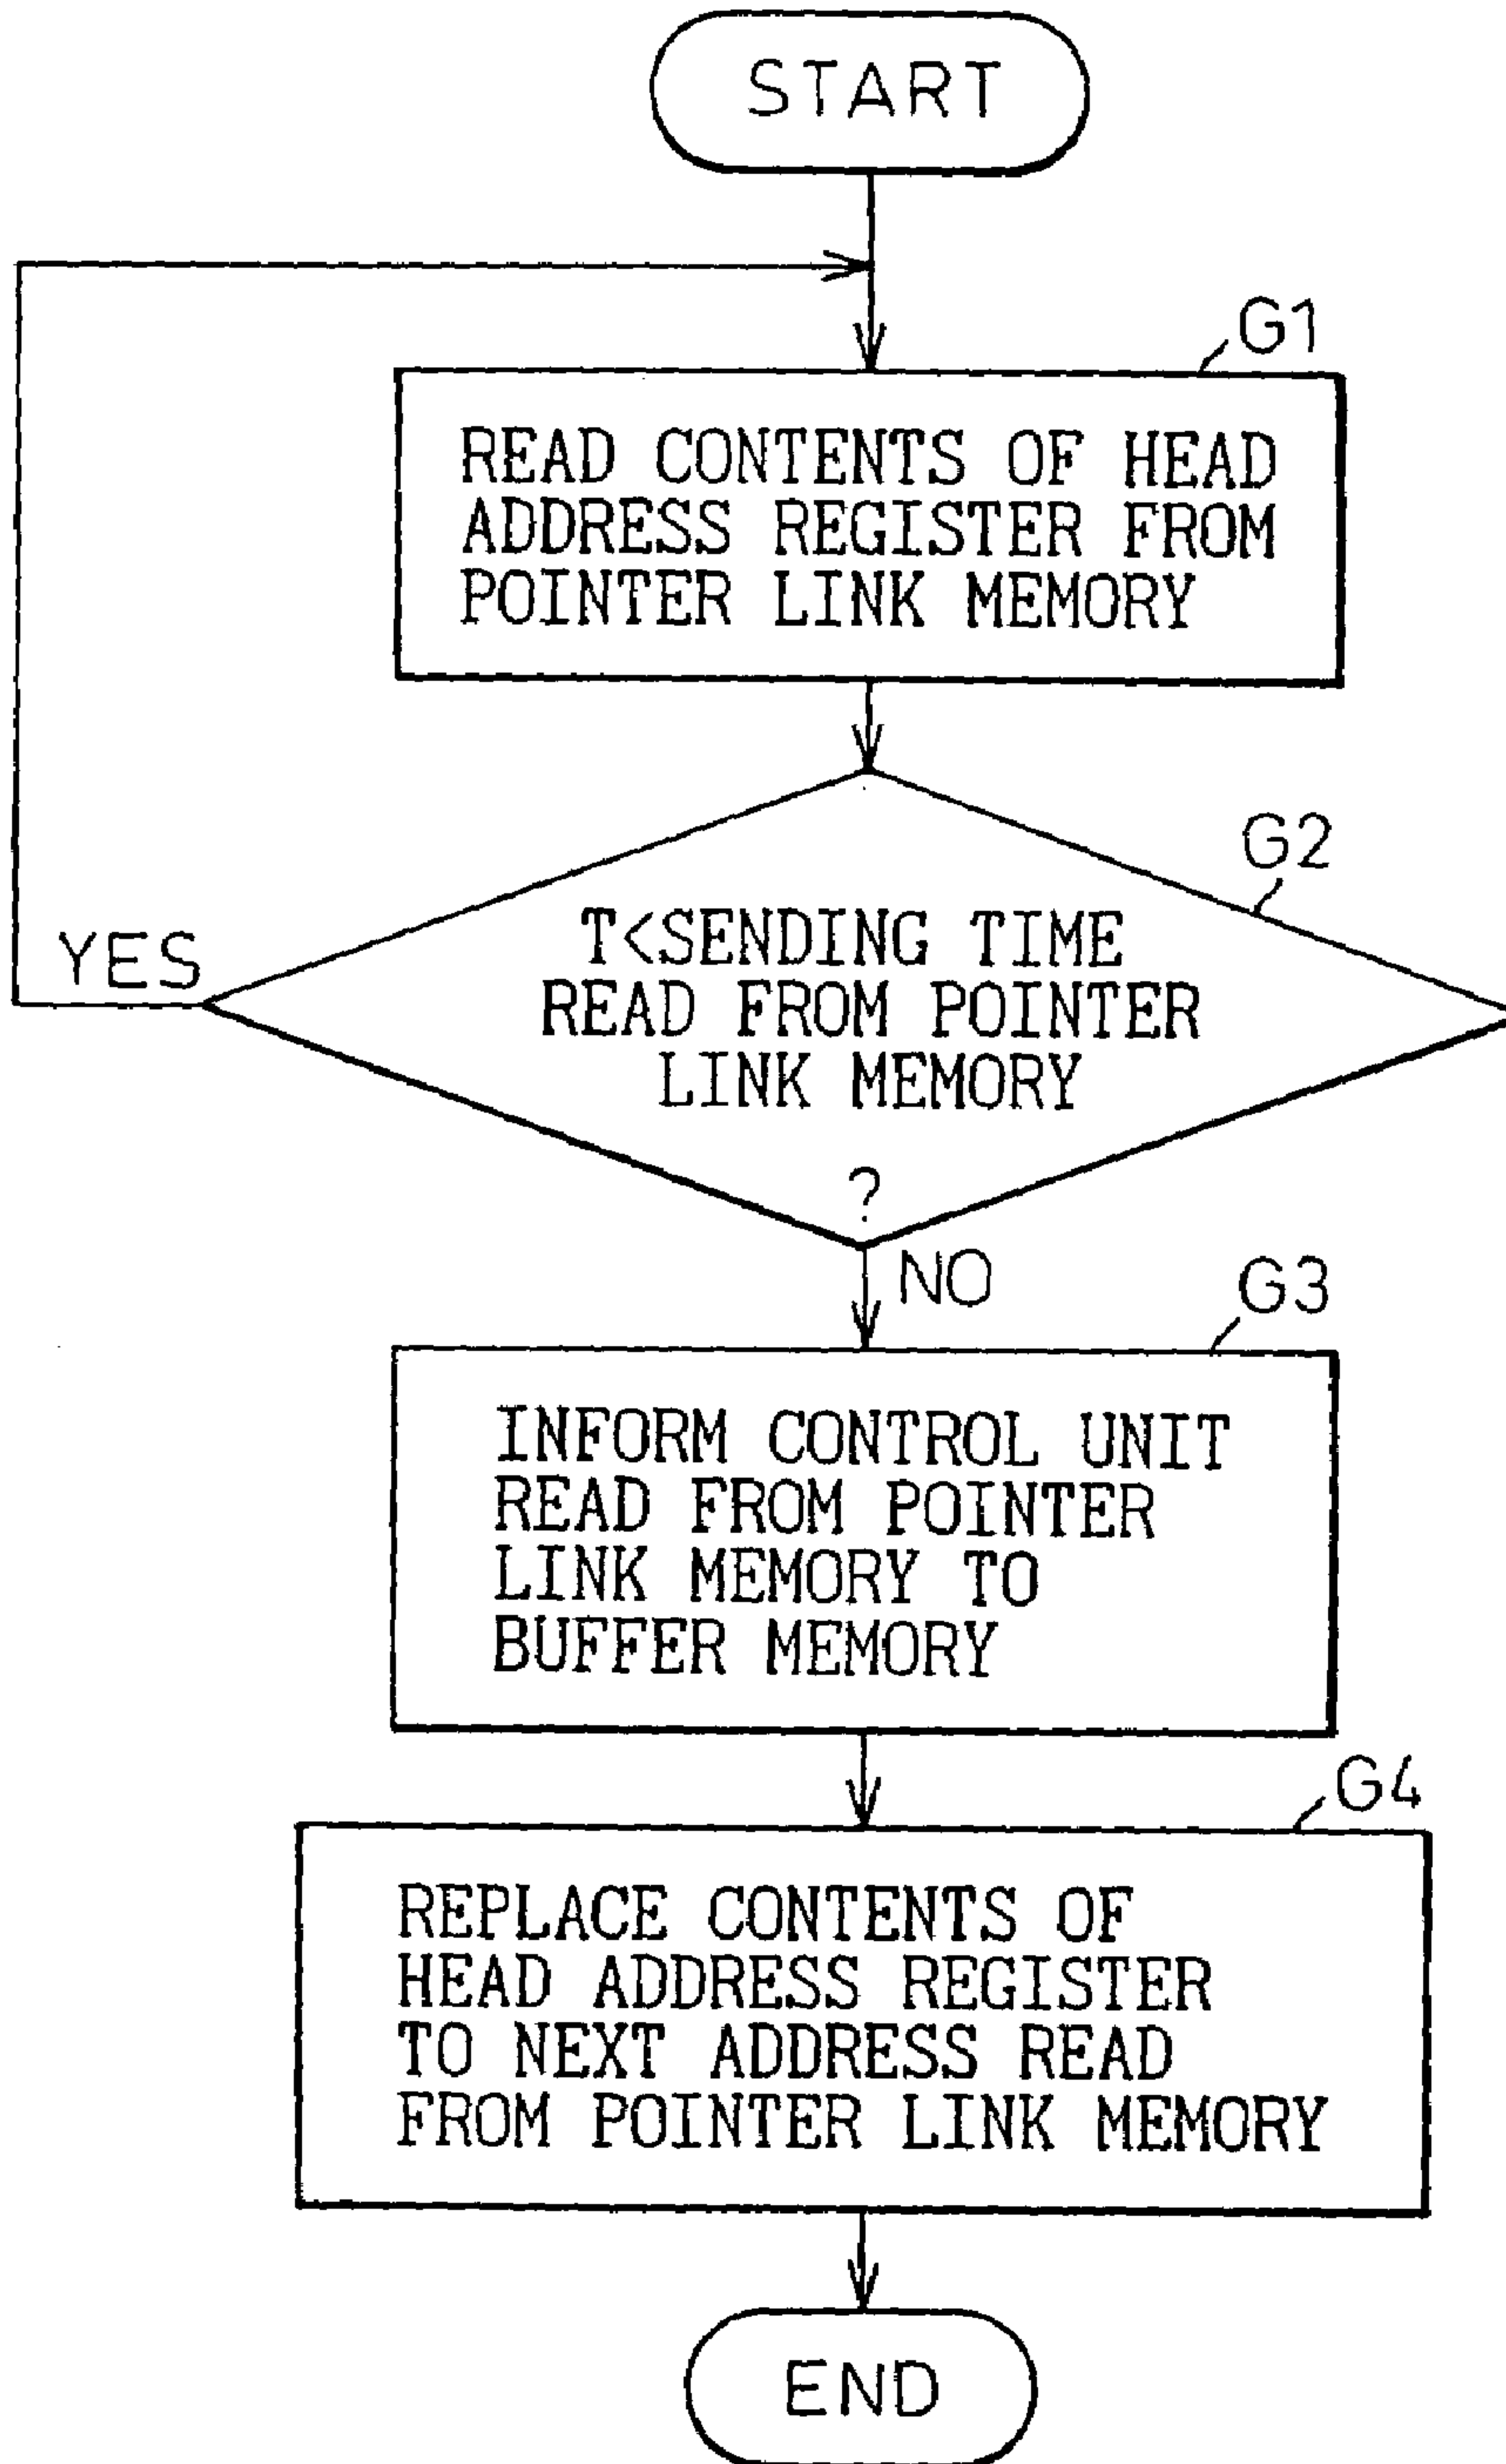 START
G1
READ CONTENTS OF HEAD
ADDRESS REGISTER FROM
POINTER LINK MEMORY
G2
T<SENDING TIME
READ FROM POINTER
LINK MEMORY
?
YES
NO
G3
INFORM CONTROL UNIT
READ FROM POINTER
LINK MEMORY TO
BUFFER MEMORY
G4
REPLACE CONTENTS OF
HEAD ADDRESS REGISTER
TO NEXT ADDRESS READ
FROM POINTER LINK MEMORY
END